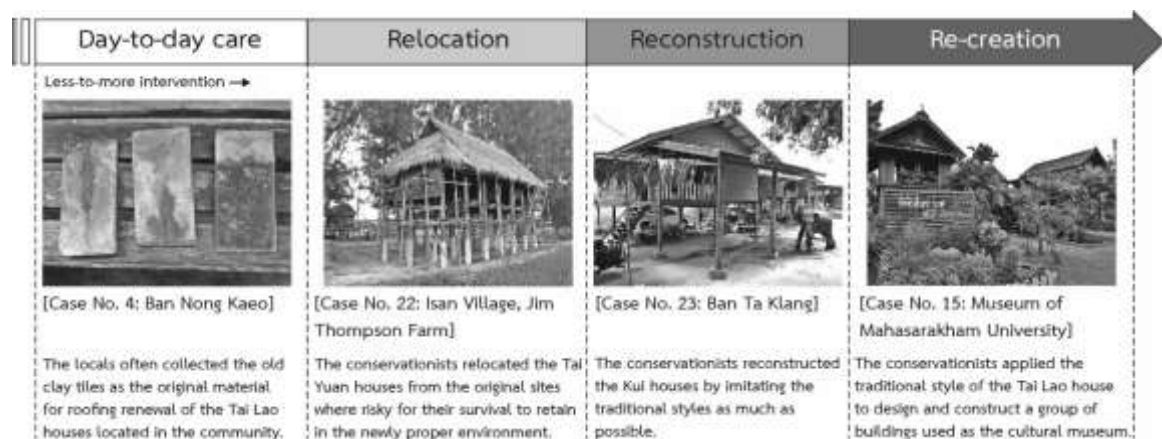 Day-to-day care
Relocation
Reconstruction
Re-creation
Less-to-more intervention →
[Case No. 4: Ban Nong Kaeo]
The locals often collected the old
clay tiles as the original material
for roofing renewal of the Tai Lao
houses located in the community.
[Case No. 22: Isan Village, Jim
Thompson Farm]
The conservationists relocated the Tai
Yuan houses from the original sites
where risky for their survival to retain
in the newly proper environment.
[Case No. 23: Ban Ta Klang]
The conservationists reconstructed
the Kui houses by imitating the
traditional styles as much as
possible.
[Case No. 15: Museum of
Mahasarakham University]
The conservationists applied the
traditional style of the Tai Lao house
to design and construct a group of
buildings used as the cultural museum.